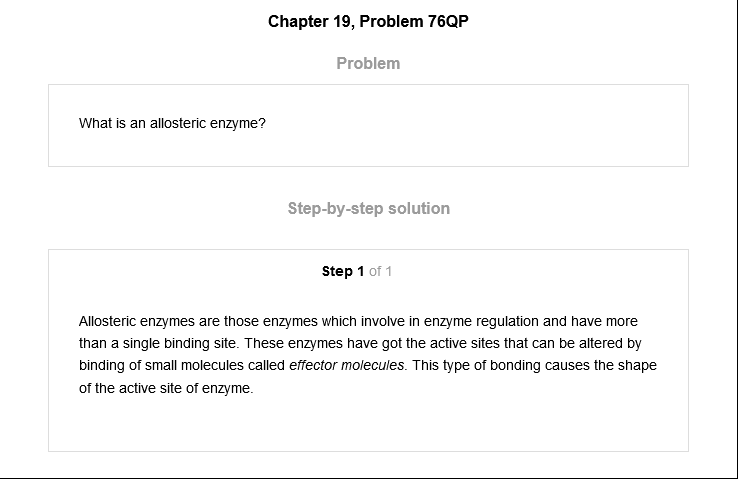 Chapter 19, Problem 76QP
Problem
What is an allosteric enzyme?
Step-by-step solution
Step 1 of 1
Allosteric enzymes are those enzymes which involve in enzyme regulation and have more
than a single binding site. These enzymes have got the active sites that can be altered by
binding of small molecules called effector molecules. This type of bonding causes the shape
of the active site of enzyme.